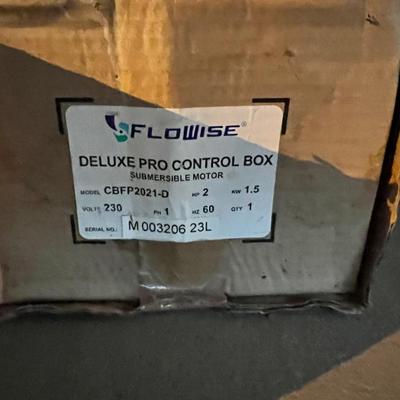 FLOWISE®
DELUXE PRO CONTROL BOX
SUBMERSIBLE MOTOR
MODEL CBFP2021-D HP 2 KW 1.5
VOLTS 230 PH 1 HZ 60 QTY 1
SERIAL NO.: M 003206 23L